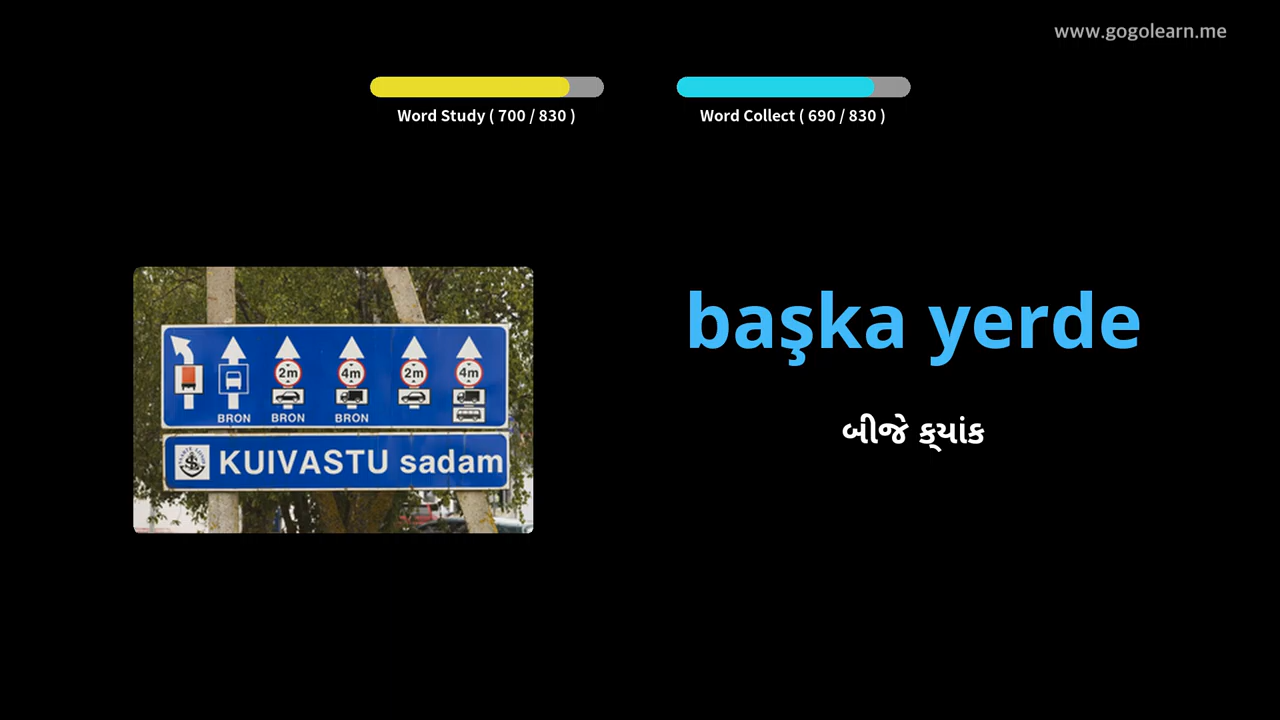 www.gogolearn.me
Word Study ( 700 / 830 )
Word Collect ( 690 / 830 )
başka yerde
બીજે ક્યાંક
2m
4m
2m
4m
BRON
BRON
BRON
KUIVASTU sadam